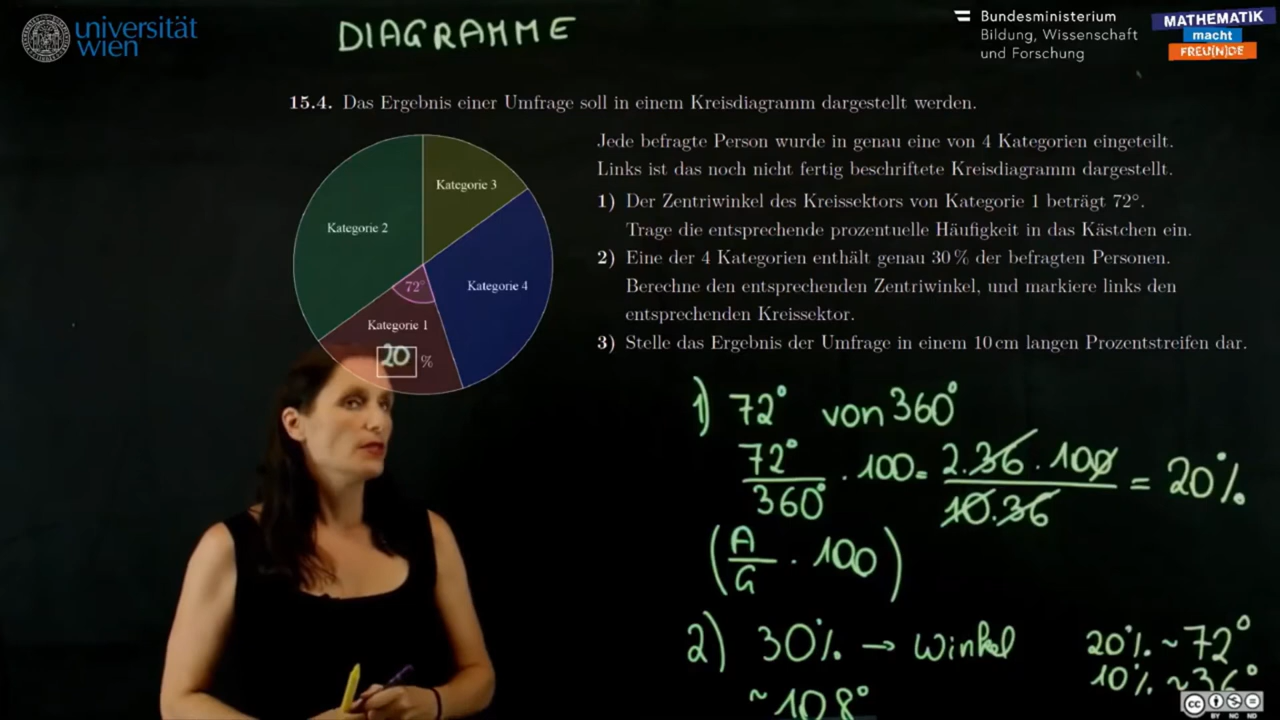 universität
wien
DIAGRAMME
Bundesministerium
Bildung, Wissenschaft
und Forschung
MATHEMATIK
macht
FREU(N)DE
15.4. Das Ergebnis einer Umfrage soll in einem Kreisdiagramm dargestellt werden.
Kategorie 3
Kategorie 2
Kategorie 4
72°
Kategorie 1
20 %
Jede befragte Person wurde in genau eine von 4 Kategorien eingeteilt.
Links ist das noch nicht fertig beschriftete Kreisdiagramm dargestellt.
1) Der Zentriwinkel des Kreissektors von Kategorie 1 beträgt 72°.
Trage die entsprechende prozentuelle Häufigkeit in das Kästchen ein.
2) Eine der 4 Kategorien enthält genau 30 % der befragten Personen.
Berechne den entsprechenden Zentriwinkel, und markiere links den
entsprechenden Kreissektor.
3) Stelle das Ergebnis der Umfrage in einem 10 cm langen Prozentstreifen dar.
1) 72° von 360°
72°/360° · 100 = 2·36·100/10·36 = 20%
(A/G · 100)
2) 30% → Winkel 20% ~ 72°
~108° 10% ~ 36°
cc BY NC ND